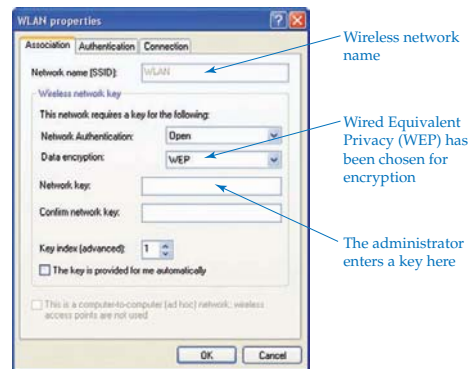 WLAN properties
Association Authentication Connection
Network name (SSID): WLAN
Wireless network key
This network requires a key for the following:
Network Authentication: Open
Data encryption: WEP
Network key:
Confirm network key:
Key index (advanced): 1
The key is provided for me automatically
This is a computer-to-computer (ad hoc) network; wireless
access points are not used
OK Cancel
Wireless network
name
Wired Equivalent
Privacy (WEP) has
been chosen for
encryption
The administrator
enters a key here